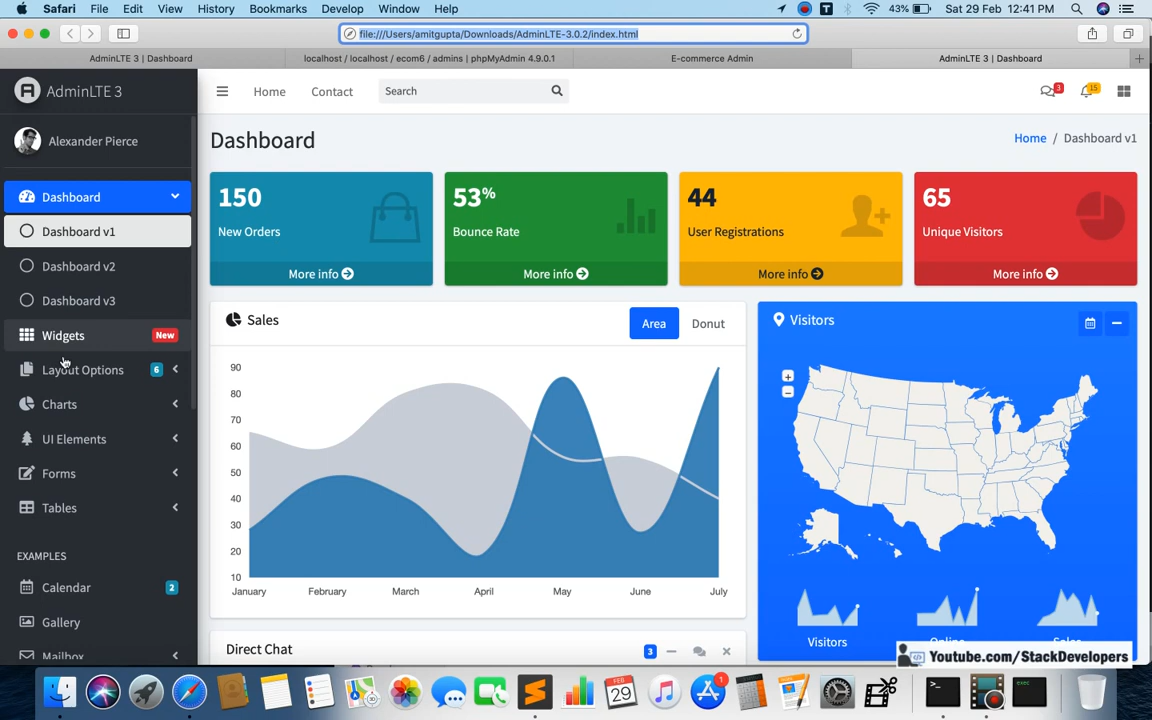 Safari File Edit View History Bookmarks Develop Window Help
T 43% Sat 29 Feb 12:41 PM
file:///Users/amitgupta/Downloads/AdminLTE-3.0.2/index.html
AdminLTE 3 | Dashboard
localhost / localhost / ecom6 / admins | phpMyAdmin 4.9.0.1
E-commerce Admin
AdminLTE 3 | Dashboard
AdminLTE 3
Home Contact Search
3 15
Alexander Pierce
Dashboard
Dashboard v1
Dashboard v2
Dashboard v3
Widgets New
Layout Options 6
Charts
UI Elements
Forms
Tables
EXAMPLES
Calendar 2
Gallery
Mailbox
Dashboard
Home / Dashboard v1
150
New Orders
More info
53%
Bounce Rate
More info
44
User Registrations
More info
65
Unique Visitors
More info
Sales
Area Donut
90
80
70
60
50
40
30
20
10
January February March April May June July
Visitors
+
−
Visitors Online Sales
Direct Chat 3
Youtube.com/StackDevelopers
FEB
29
1
>_
exec